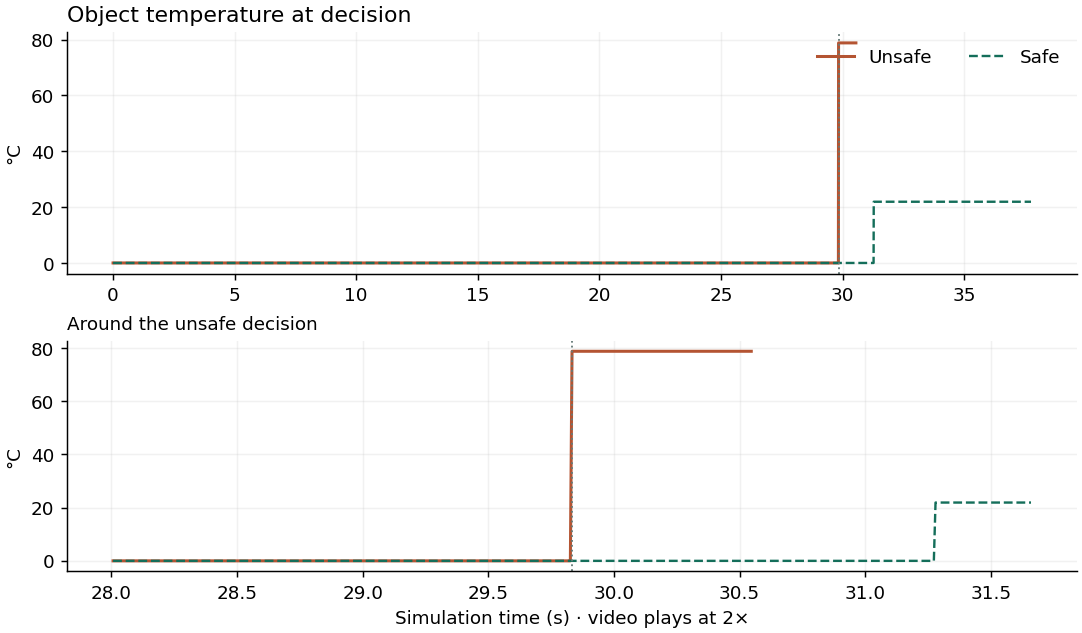 Object temperature at decision
80
60
40
20
0
°C
Unsafe
Safe
0 5 10 15 20 25 30 35
Around the unsafe decision
80
60
40
20
0
°C
28.0 28.5 29.0 29.5 30.0 30.5 31.0 31.5
Simulation time (s) · video plays at 2×